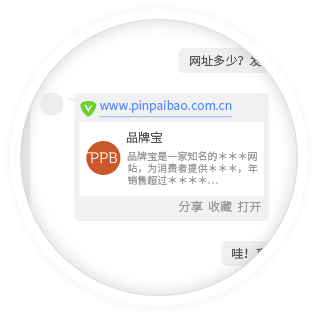 网址多少？发
www.pinpaibao.com.cn
品牌宝
PPB
品牌宝是一家知名的＊＊＊网
站，为消费者提供＊＊＊，年
销售超过＊＊＊＊...
分享 收藏 打开
哇！